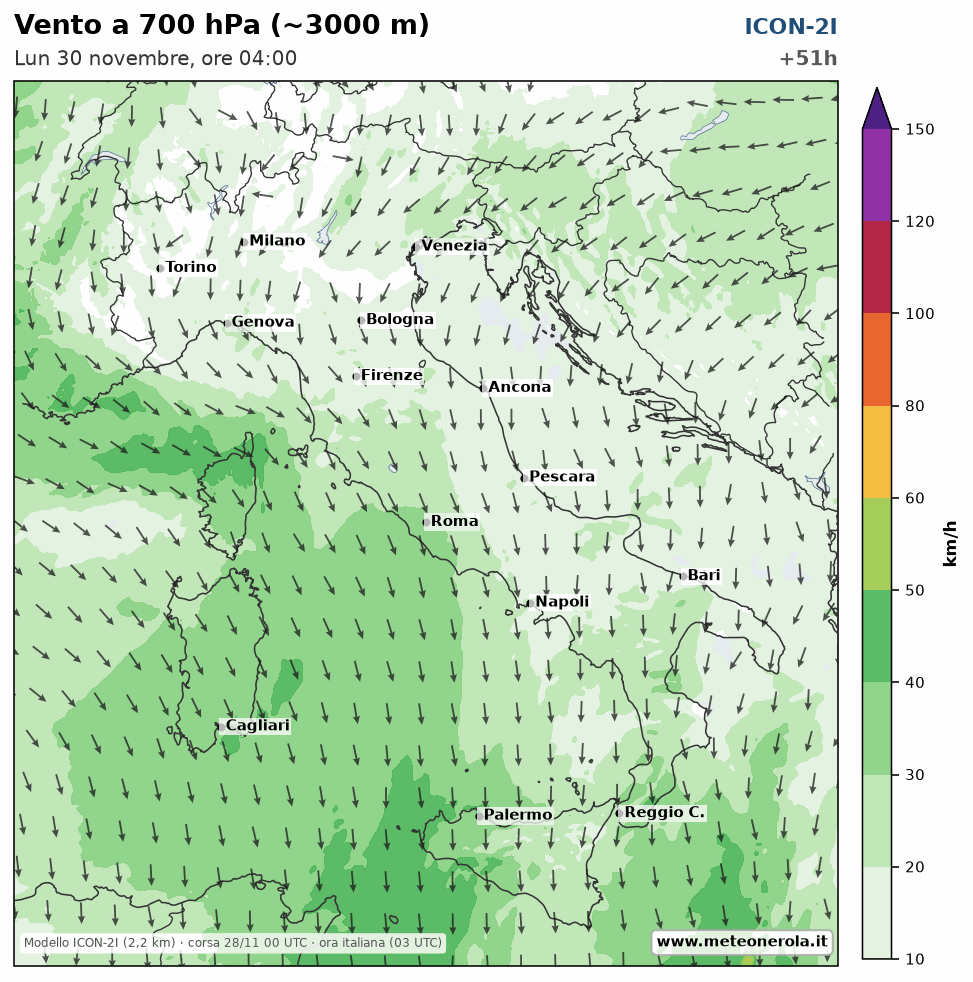 Vento a 700 hPa (~3000 m)
ICON-2I
Lun 30 novembre, ore 04:00
+51h
Milano
Venezia
Torino
Genova
Bologna
Firenze
Ancona
Pescara
Roma
Bari
Napoli
Cagliari
Palermo
Reggio C.
150
120
100
80
60
50
40
30
20
10
km/h
Modello ICON-2I (2,2 km) · corsa 28/11 00 UTC · ora italiana (03 UTC)
www.meteonerola.it